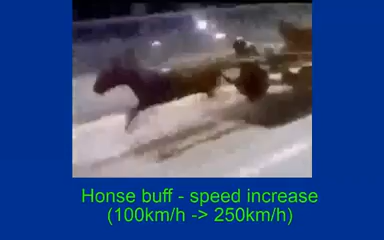 Honse buff - speed increase
(100km/h -> 250km/h)